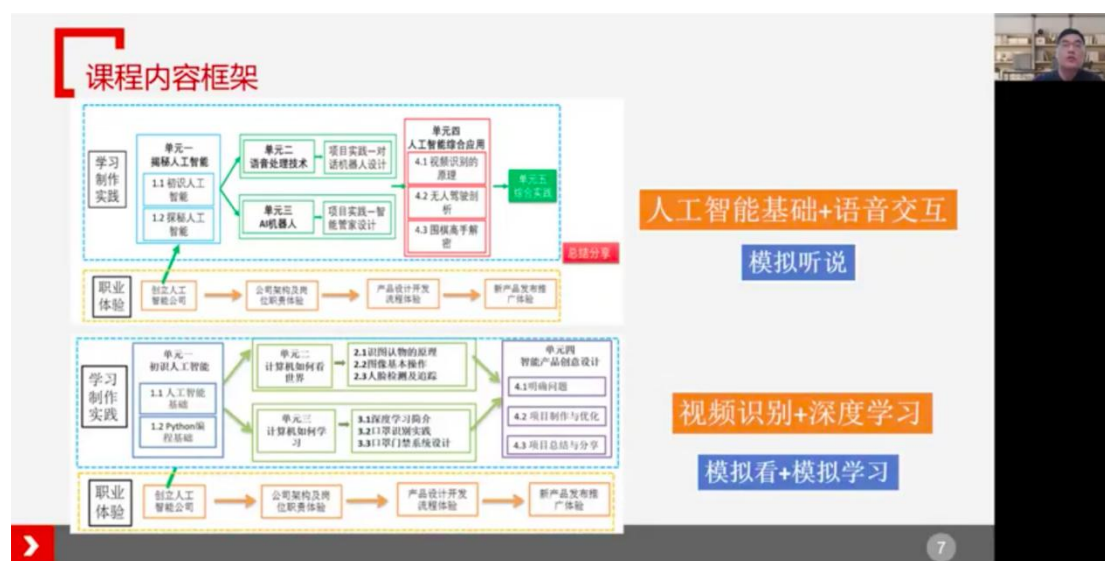 课程内容框架
学习
制作
实践
单元一
揭秘人工智能
1.1 初识人工
智能
1.2 探秘人工
智能
单元二
语音处理技术
项目实践一对
话机器人设计
单元三
AI机器人
项目实践一智
能管家设计
单元四
人工智能综合应用
4.1 视频识别的
原理
4.2 无人驾驶剖
析
4.3 围棋高手解
密
单元五
综合实践
总结分享
职业
体验
创立人工
智能公司
公司架构及岗
位职责体验
产品设计开发
流程体验
新产品发布推
广体验
人工智能基础+语音交互
模拟听说
学习
制作
实践
单元一
初识人工智能
1.1 人工智能
基础
1.2 Python编
程基础
单元二
计算机如何看
世界
2.1识图认物的原理
2.2图像基本操作
2.3人脸检测及追踪
单元三
计算机如何学
习
3.1深度学习简介
3.2口罩识别实践
3.3口罩门禁系统设计
单元四
智能产品创意设计
4.1明确问题
4.2 项目制作与优化
4.3 项目总结与分享
职业
体验
创立人工
智能公司
公司架构及岗
位职责体验
产品设计开发
流程体验
新产品发布推
广体验
视频识别+深度学习
模拟看+模拟学习
7